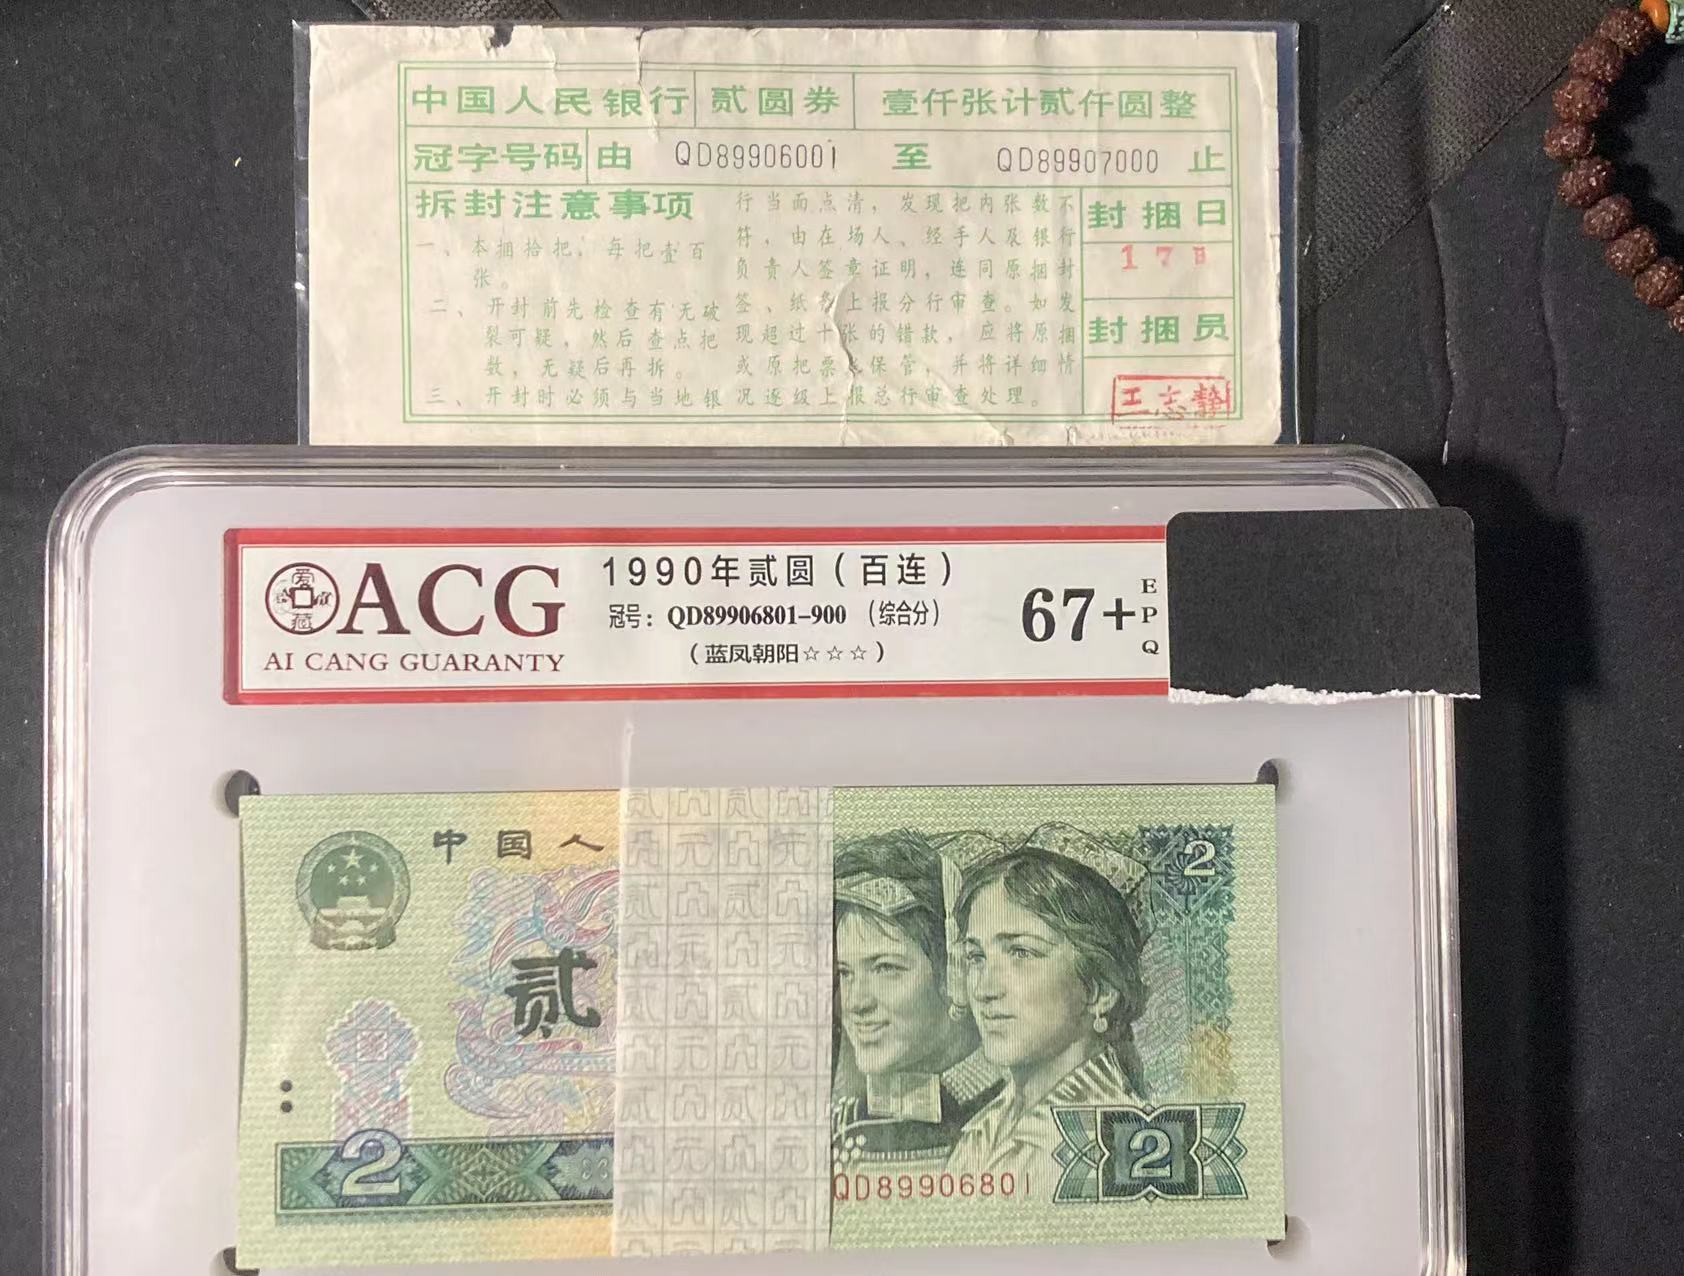 中国人民银行 贰圆券 壹仟张计贰仟圆整
冠字号码 由 QD89906001 至 QD89907000 止
拆封注意事项
一、本捆拾把，每把壹百
张。
二、开封前先检查有无破
裂可疑，然后查点把
数，无疑后再拆。
三、开封时必须与当地银
行当面点清，发现把内张数不
符，由在场人、经手人及银行
负责人签章证明，连同原捆封
签、纸条上报分行审查。如发
现超过十张的错款，应将原捆
或原把票 保管，并将详细情
况逐级上报总行审查处理。
封捆日
17日
封捆员
王志静
爱
藏
ACG
AI CANG GUARANTY
1990年贰圆（百连）
冠号：QD89906801-900 （综合分）
（蓝凤朝阳☆☆☆）
67+
EPQ
中国人
贰
2
2
2
QD89906801